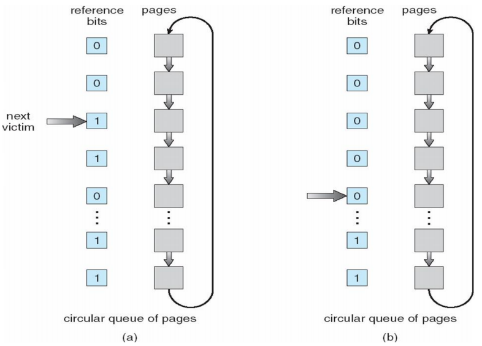 reference
bits
pages
0
0
next
victim
1
1
0
1
1
circular queue of pages
(a)
reference
bits
pages
0
0
0
0
0
1
1
circular queue of pages
(b)